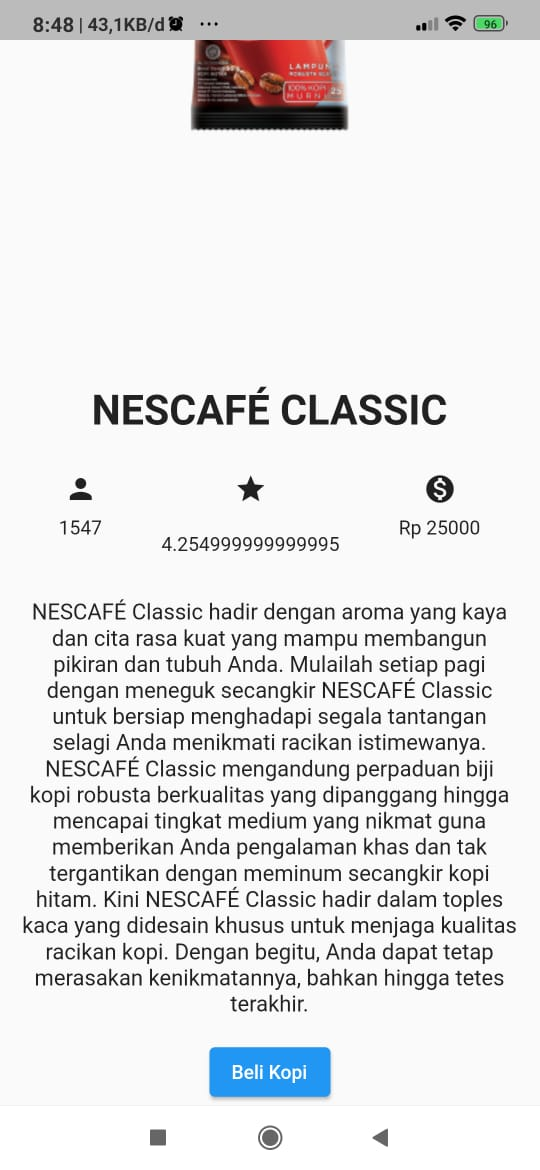 8:48 | 43,1KB/d ...
96
LAMPUNG
100% KOPI
MURNI 25
NESCAFÉ CLASSIC
1547
4.254999999999995
Rp 25000
NESCAFÉ Classic hadir dengan aroma yang kaya
dan cita rasa kuat yang mampu membangun
pikiran dan tubuh Anda. Mulailah setiap pagi
dengan meneguk secangkir NESCAFÉ Classic
untuk bersiap menghadapi segala tantangan
selagi Anda menikmati racikan istimewanya.
NESCAFÉ Classic mengandung perpaduan biji
kopi robusta berkualitas yang dipanggang hingga
mencapai tingkat medium yang nikmat guna
memberikan Anda pengalaman khas dan tak
tergantikan dengan meminum secangkir kopi
hitam. Kini NESCAFÉ Classic hadir dalam toples
kaca yang didesain khusus untuk menjaga kualitas
racikan kopi. Dengan begitu, Anda dapat tetap
merasakan kenikmatannya, bahkan hingga tetes
terakhir.
Beli Kopi